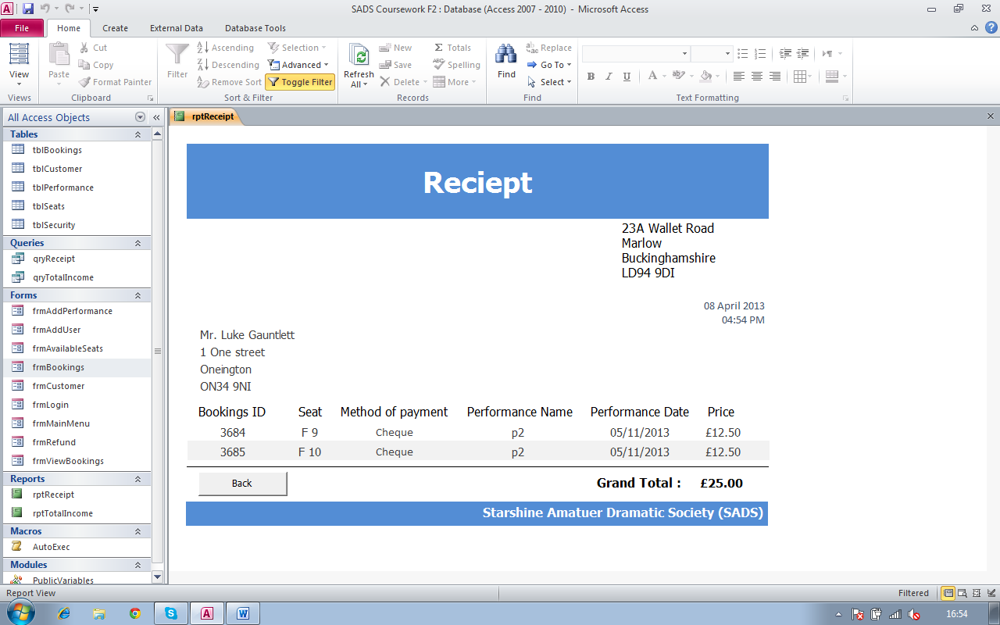 SADS Coursework F2 : Database (Access 2007 - 2010) - Microsoft Access
File Home Create External Data Database Tools
View
Views
Paste
Cut
Copy
Format Painter
Clipboard
Filter
Ascending
Descending
Remove Sort
Selection
Advanced
Toggle Filter
Sort & Filter
Refresh All
New
Save
Delete
Totals
Spelling
More
Records
Find
Replace
Go To
Select
Find
B I U A ab
Text Formatting
All Access Objects
Tables
tblBookings
tblCustomer
tblPerformance
tblSeats
tblSecurity
Queries
qryReceipt
qryTotalIncome
Forms
frmAddPerformance
frmAddUser
frmAvailableSeats
frmBookings
frmCustomer
frmLogin
frmMainMenu
frmRefund
frmViewBookings
Reports
rptReceipt
rptTotalIncome
Macros
AutoExec
Modules
PublicVariables
rptReceipt
Reciept
23A Wallet Road
Marlow
Buckinghamshire
LD94 9DI
08 April 2013
04:54 PM
Mr. Luke Gauntlett
1 One street
Oneington
ON34 9NI
Bookings ID Seat Method of payment Performance Name Performance Date Price
3684 F 9 Cheque p2 05/11/2013 £12.50
3685 F 10 Cheque p2 05/11/2013 £12.50
Back Grand Total : £25.00
Starshine Amatuer Dramatic Society (SADS)
Report View Filtered
16:54